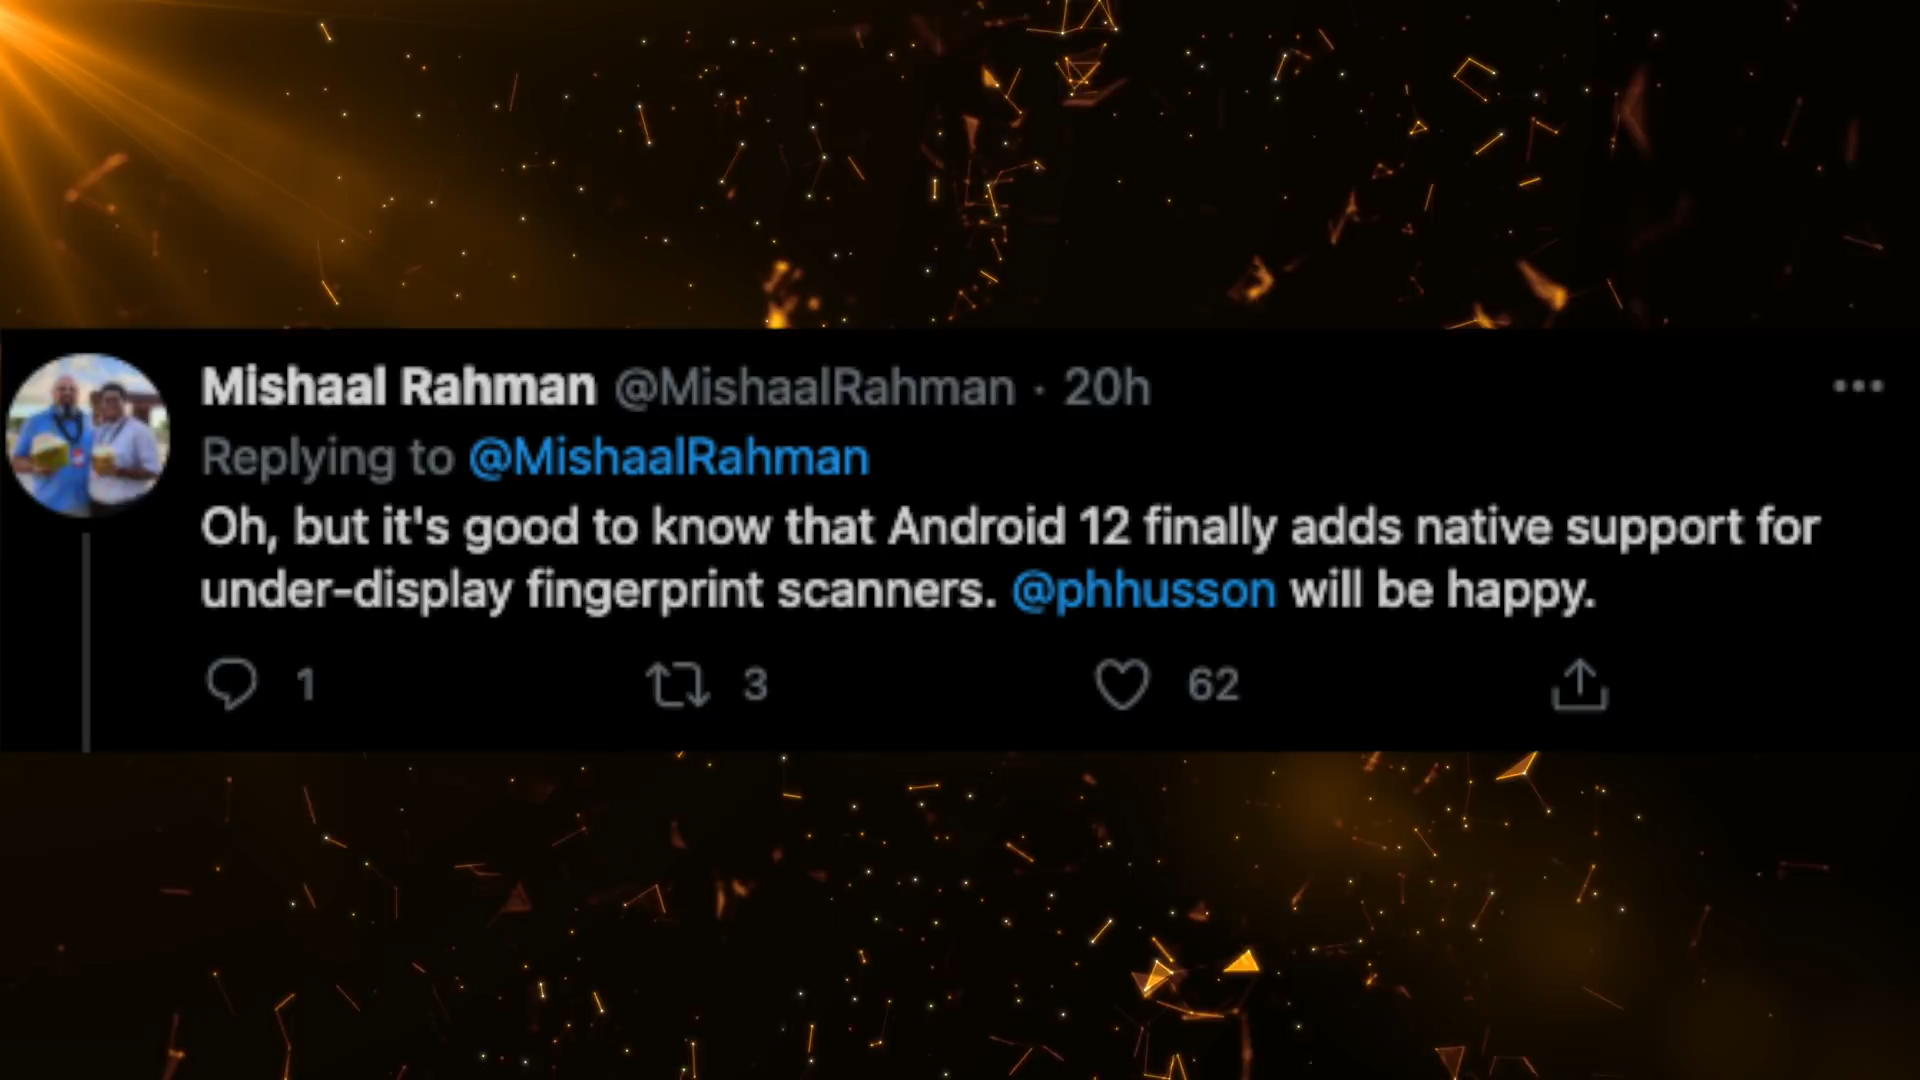 Mishaal Rahman @MishaalRahman · 20h
Replying to @MishaalRahman
Oh, but it's good to know that Android 12 finally adds native support for
under-display fingerprint scanners. @phhusson will be happy.
1 3 62